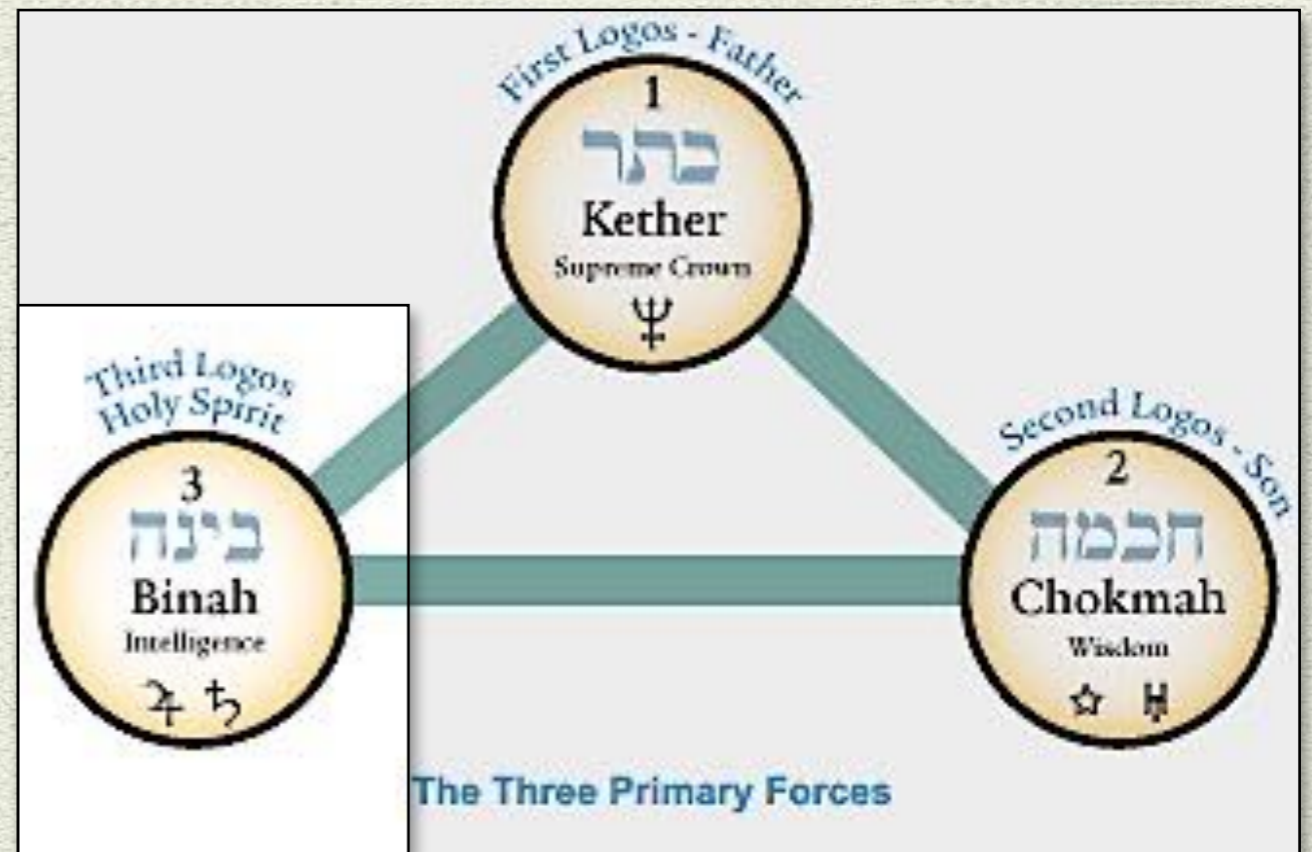 First Logos - Father
1
כתר
Kether
Supreme Crown
♆
Third Logos
Holy Spirit
3
בינה
Binah
Intelligence
♃ ♄
Second Logos - Son
2
חכמה
Chokmah
Wisdom
☆ ♅
The Three Primary Forces